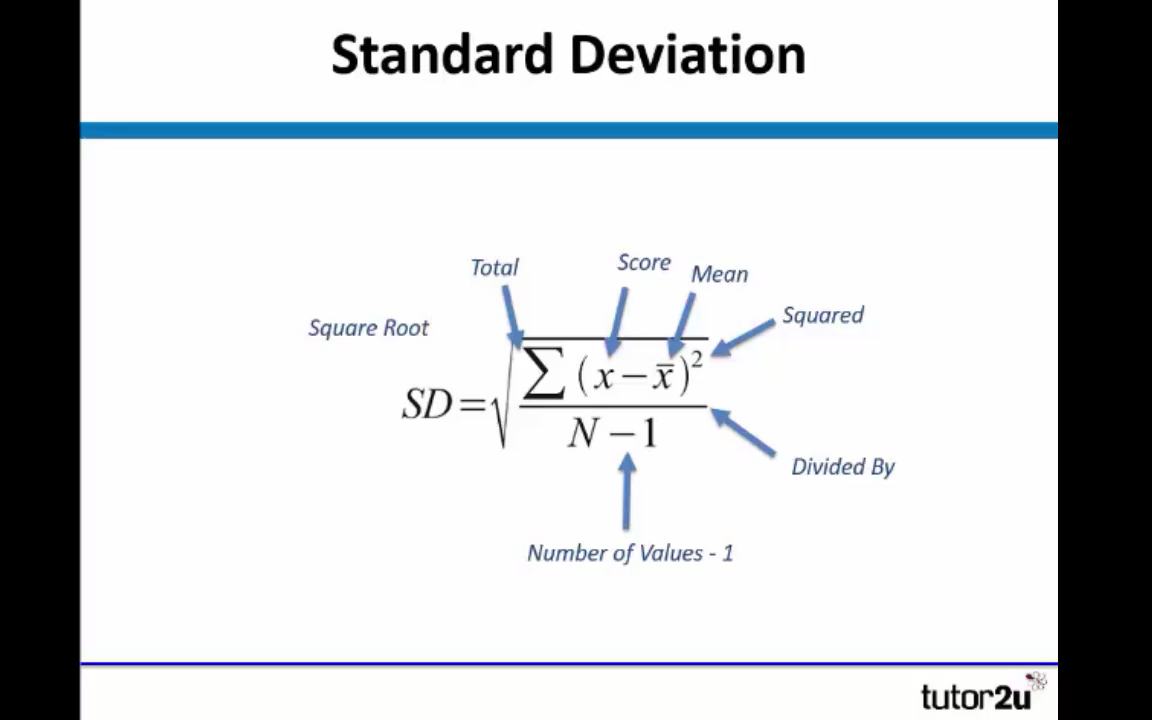 Standard Deviation
Total
Score
Mean
Square Root
Squared
SD=√(∑(x−x̄)²/(N−1))
Divided By
Number of Values - 1
tutor2u